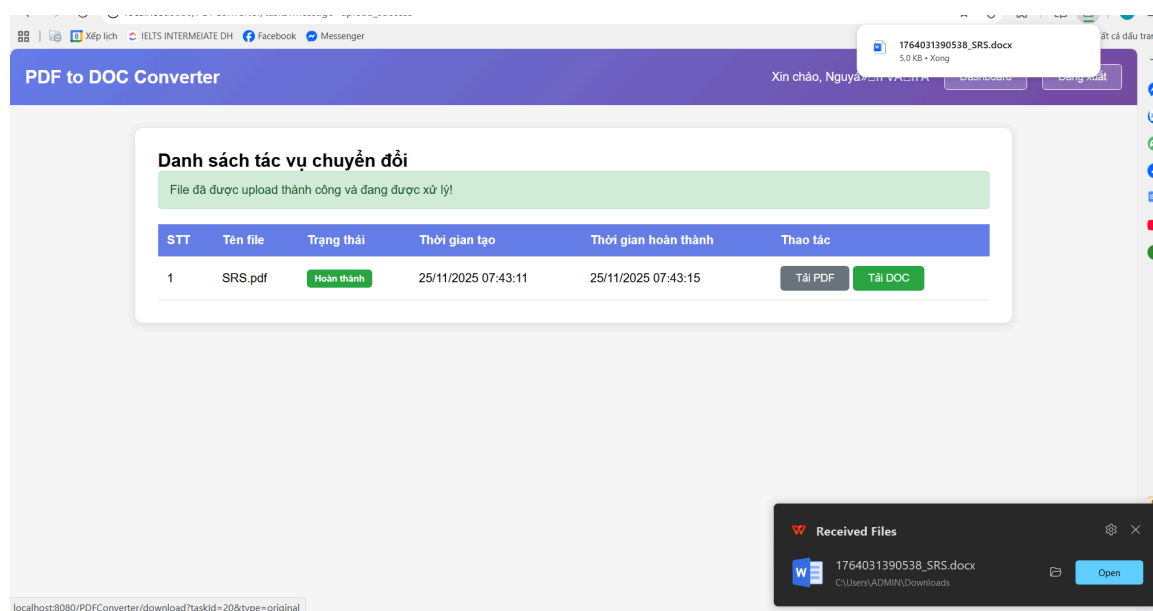 Xếp lịch IELTS INTERMEIATE DH Facebook Messenger
1764031390538_SRS.docx
5,0 KB • Xong
PDF to DOC Converter
Xin chào,
Danh sách tác vụ chuyển đổi
File đã được upload thành công và đang được xử lý!
STT Tên file Trạng thái Thời gian tạo Thời gian hoàn thành Thao tác
1 SRS.pdf Hoàn thành 25/11/2025 07:43:11 25/11/2025 07:43:15 Tải PDF Tải DOC
Received Files
1764031390538_SRS.docx
C:\Users\ADMIN\Downloads
Open
localhost:8080/PDFConverter/download?taskId=20&type=original